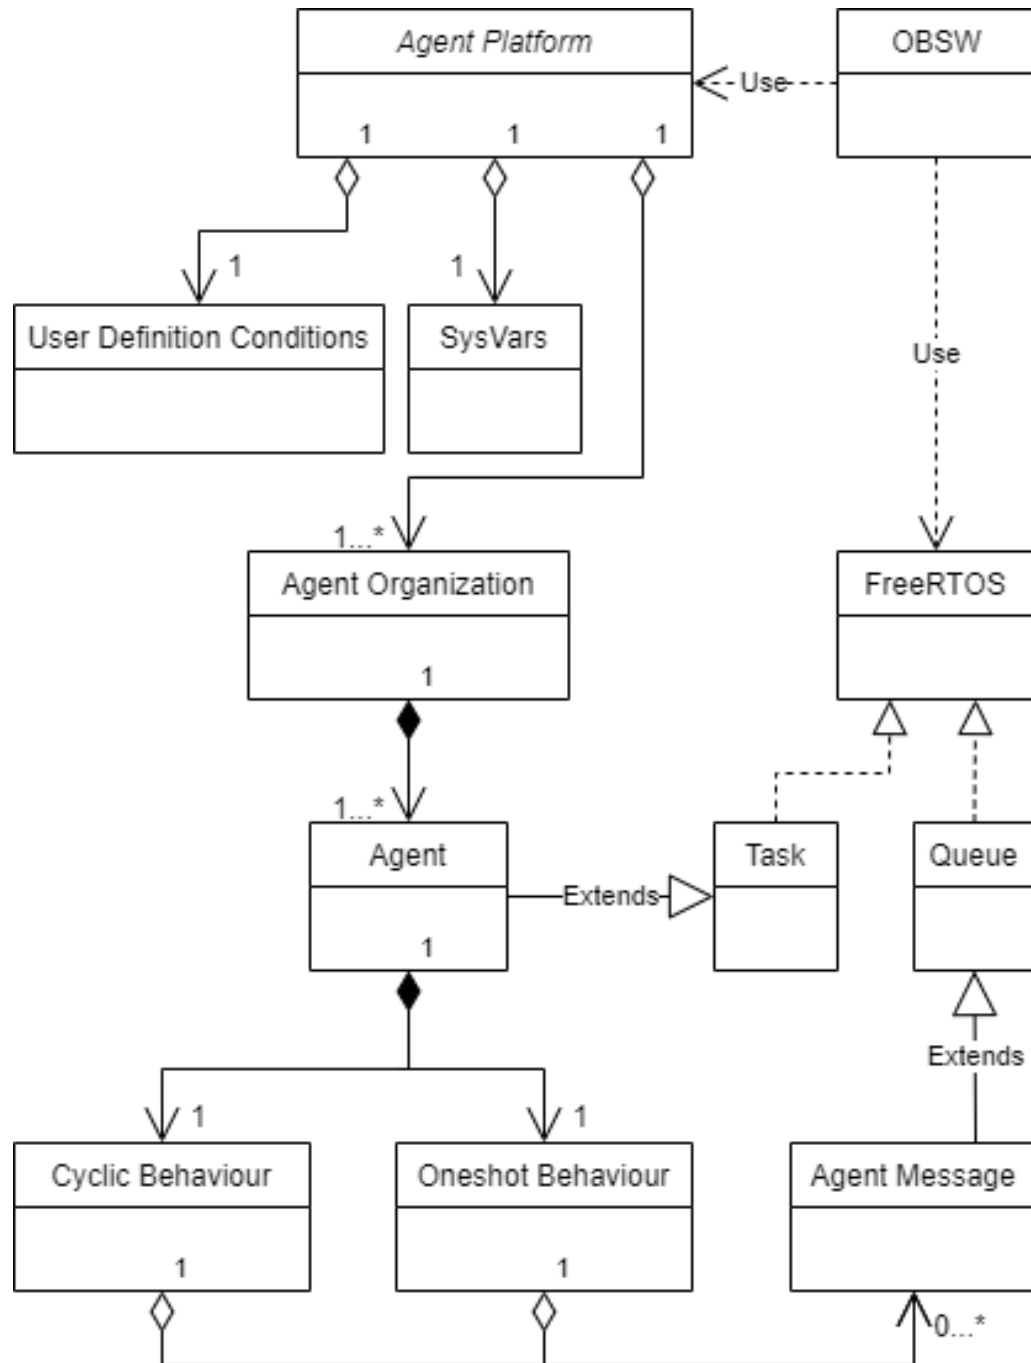 Agent Platform
OBSW
Use
1
1
1
1
1
User Definition Conditions
SysVars
Use
1...*
Agent Organization
FreeRTOS
1
1...*
Agent
Task
Queue
Extends
1
Extends
1
1
Cyclic Behaviour
Oneshot Behaviour
Agent Message
1
1
0...*